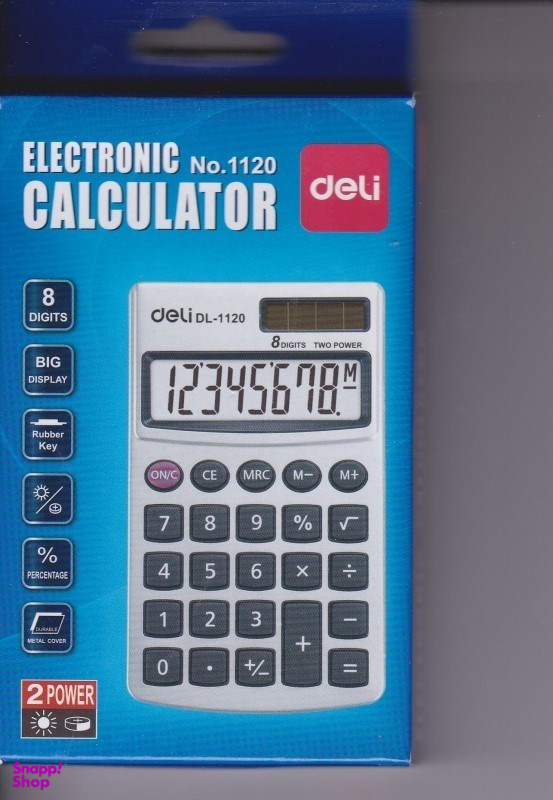 ELECTRONIC No.1120
CALCULATOR
deli
8
DIGITS
BIG
DISPLAY
Rubber
Key
%
PERCENTAGE
DURABLE
METAL COVER
2 POWER
deli DL-1120
8 DIGITS TWO POWER
12345678. M–
ON/C CE MRC M− M+
7 8 9 % √
4 5 6 × ÷
1 2 3 + −
0 · +/− =
Snapp!
Shop